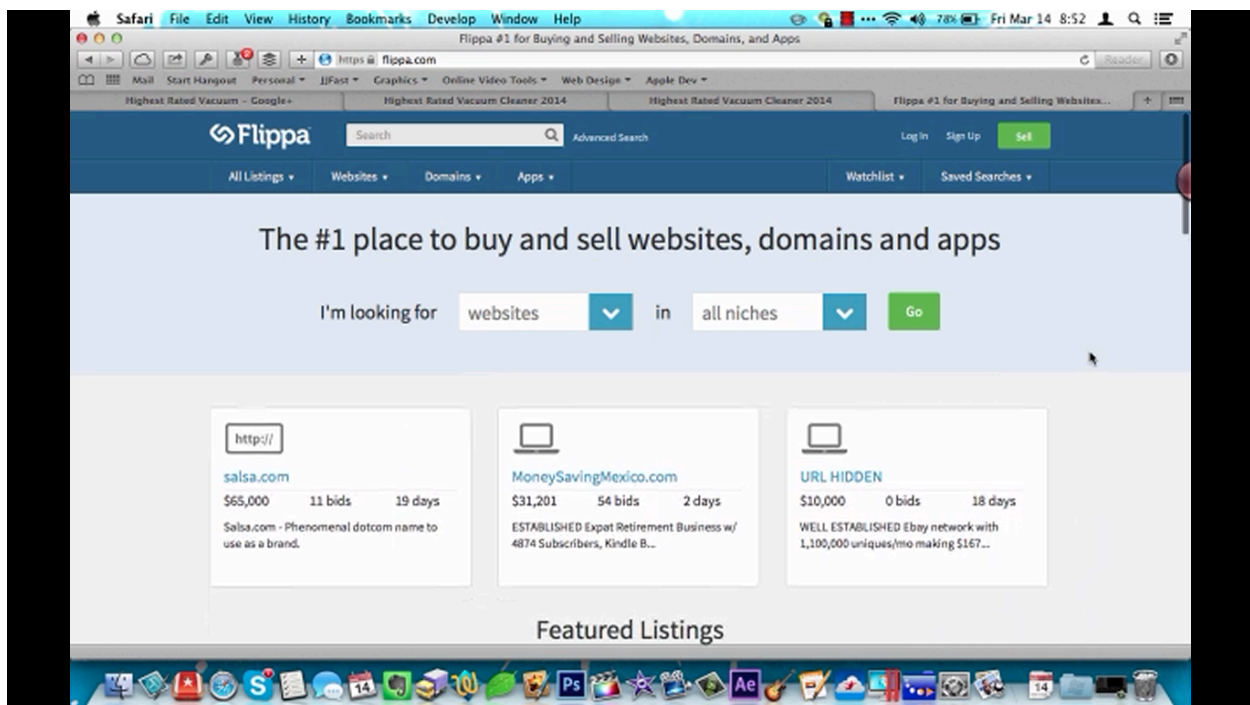 Safari File Edit View History Bookmarks Develop Window Help 78% Fri Mar 14 8:52
Flippa #1 for Buying and Selling Websites, Domains, and Apps
https flippa.com Reader
Mail Start Hangout Personal JJFast Graphics Online Video Tools Web Design Apple Dev
Highest Rated Vacuum - Google+ Highest Rated Vacuum Cleaner 2014 Highest Rated Vacuum Cleaner 2014 Flippa #1 for Buying and Selling Websites...
Flippa Search Advanced Search Log In Sign Up Sell
All Listings Websites Domains Apps Watchlist Saved Searches
The #1 place to buy and sell websites, domains and apps
I'm looking for websites in all niches Go
http://
salsa.com
$65,000 11 bids 19 days
Salsa.com - Phenomenal dotcom name to
use as a brand.
MoneySavingMexico.com
$31,201 54 bids 2 days
ESTABLISHED Expat Retirement Business w/
4874 Subscribers, Kindle B...
URL HIDDEN
$10,000 0 bids 18 days
WELL ESTABLISHED Ebay network with
1,100,000 uniques/mo making $167...
Featured Listings
14 Ps Ae 14